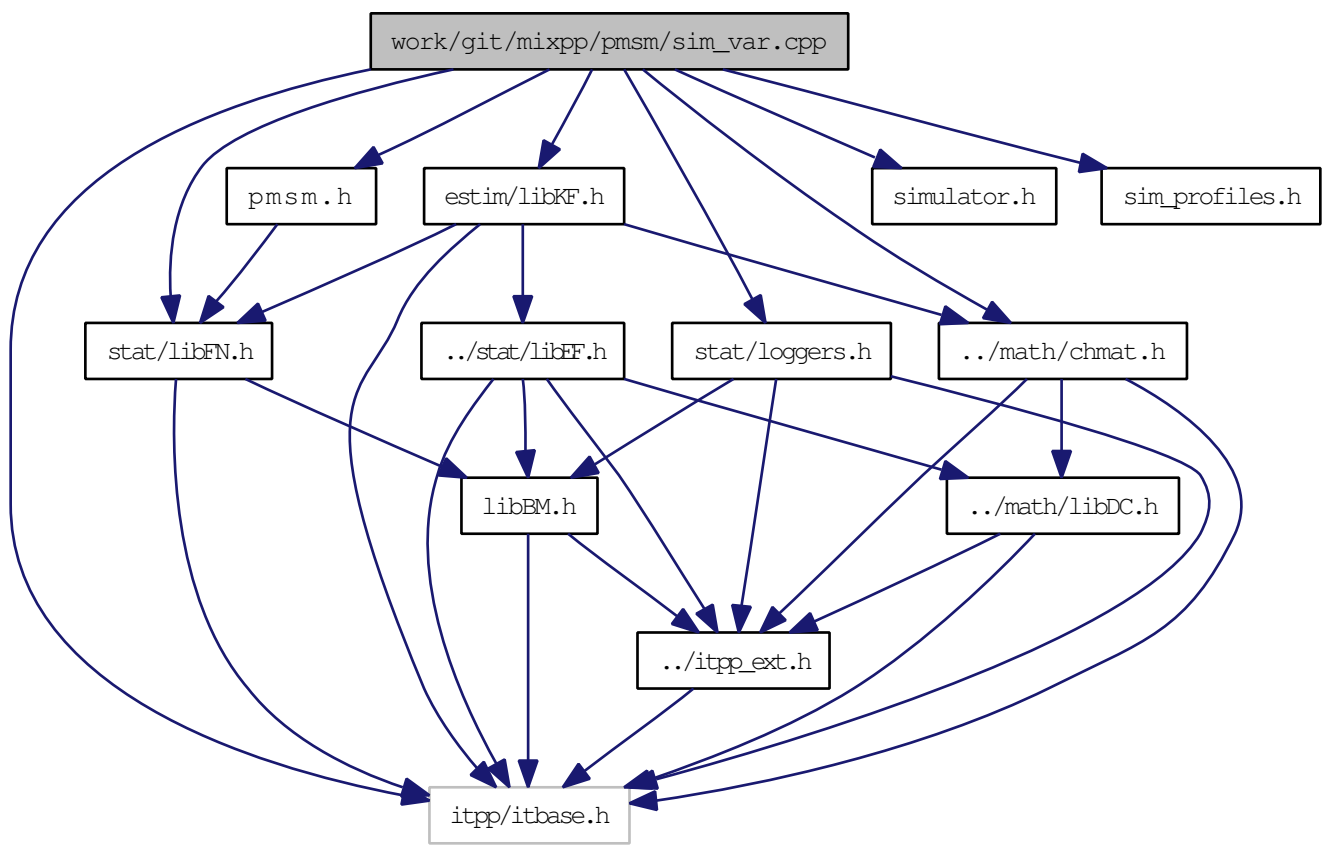 work/git/mixpp/pmsm/sim_var.cpp
pmsm.h
estim/libKF.h
simulator.h
sim_profiles.h
stat/libFN.h
../stat/libEF.h
stat/loggers.h
../math/chmat.h
libBM.h
../math/libDC.h
../itpp_ext.h
itpp/itbase.h